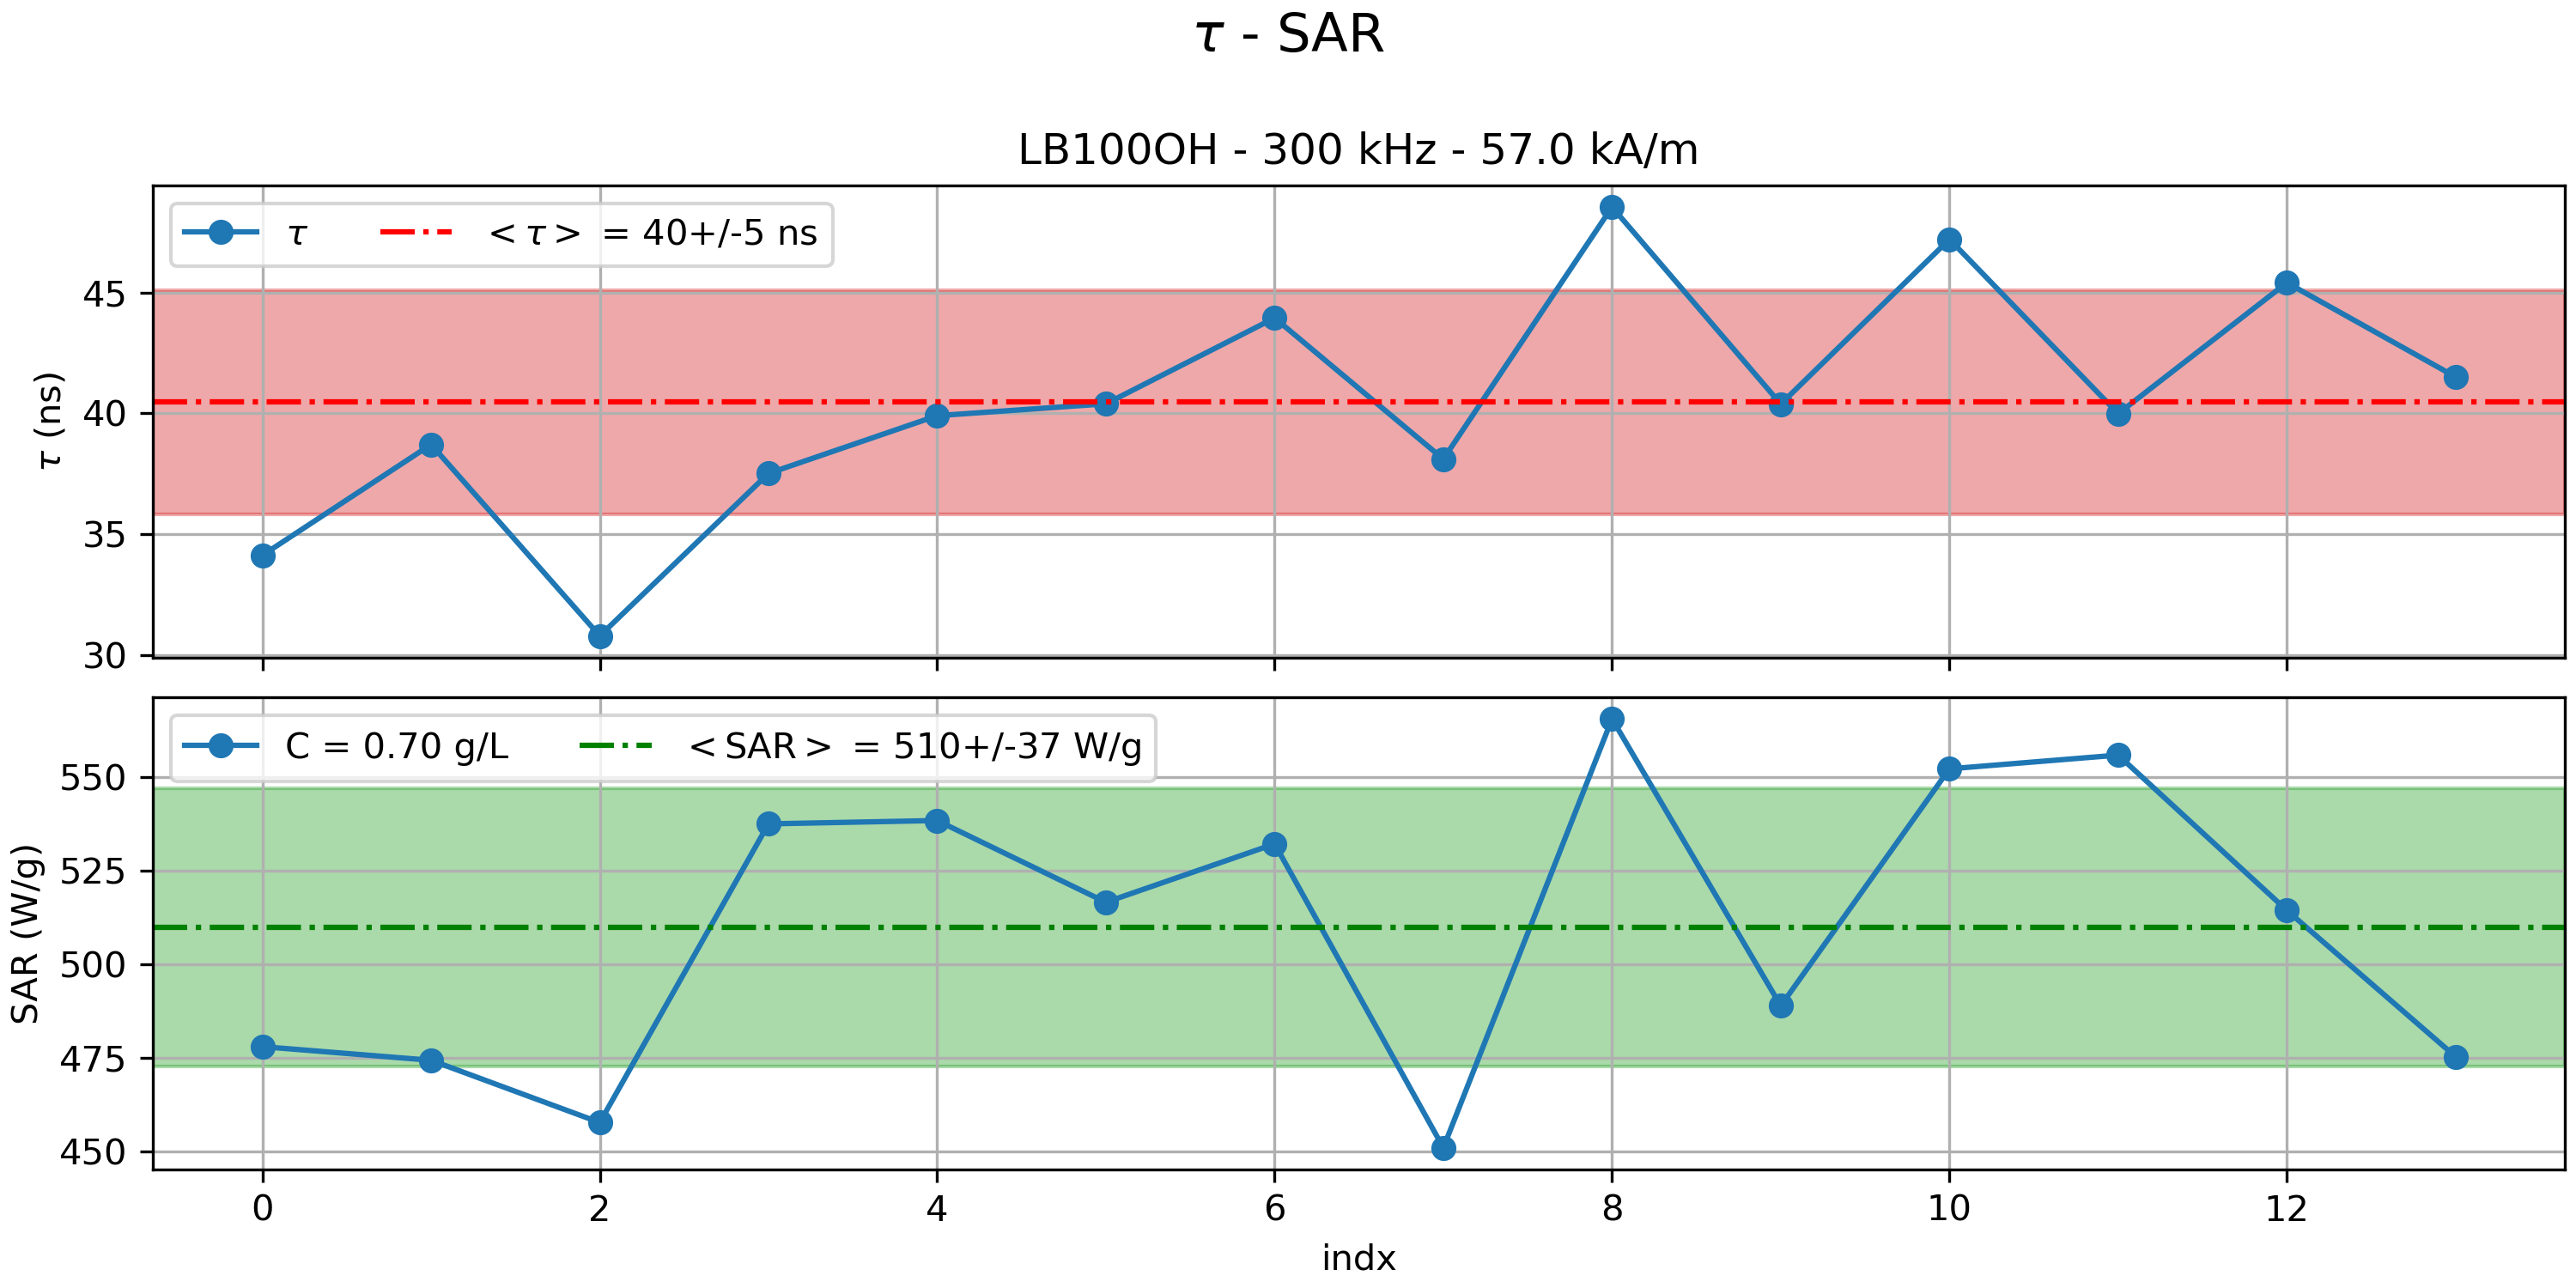 τ - SAR
LB100OH - 300 kHz - 57.0 kA/m
τ
<τ> = 40+/-5 ns
45
40
35
30
τ (ns)
C = 0.70 g/L
<SAR> = 510+/-37 W/g
550
525
500
475
450
SAR (W/g)
0 2 4 6 8 10 12
indx